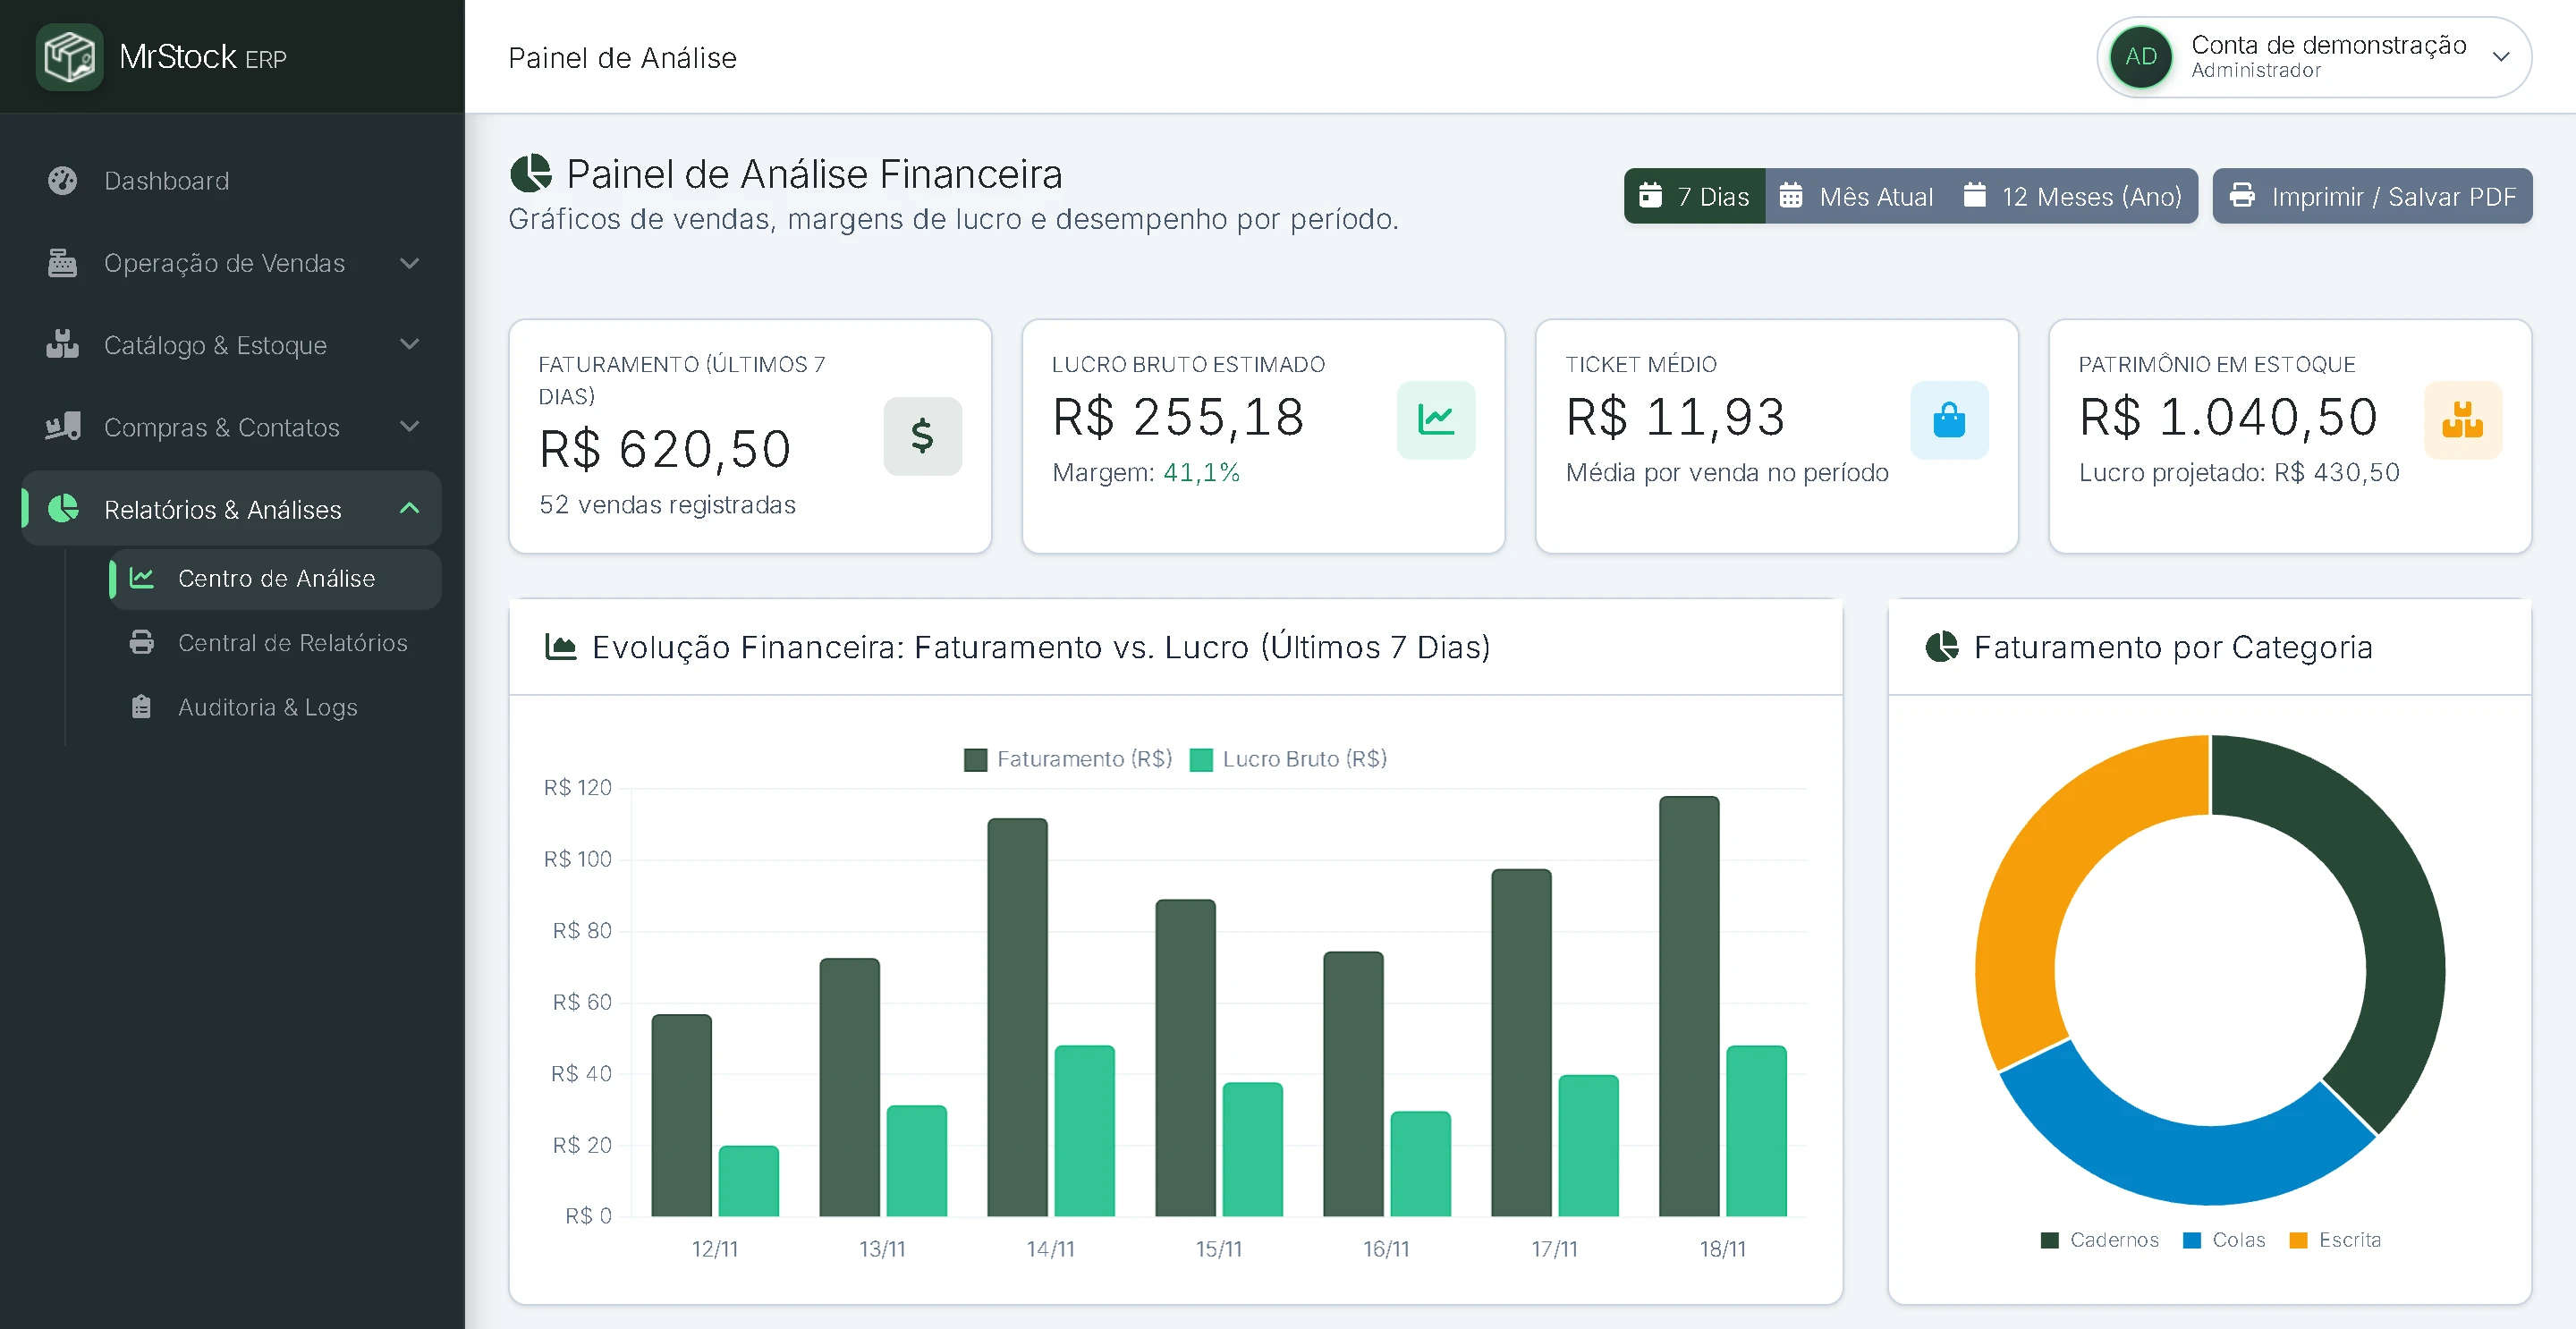 MrStock ERP
Painel de Análise
AD
Conta de demonstração
Administrador
Dashboard
Operação de Vendas
Catálogo & Estoque
Compras & Contatos
Relatórios & Análises
Centro de Análise
Central de Relatórios
Auditoria & Logs
Painel de Análise Financeira
Gráficos de vendas, margens de lucro e desempenho por período.
7 Dias
Mês Atual
12 Meses (Ano)
Imprimir / Salvar PDF
FATURAMENTO (ÚLTIMOS 7
DIAS)
R$ 620,50
52 vendas registradas
LUCRO BRUTO ESTIMADO
R$ 255,18
Margem: 41,1%
TICKET MÉDIO
R$ 11,93
Média por venda no período
PATRIMÔNIO EM ESTOQUE
R$ 1.040,50
Lucro projetado: R$ 430,50
Evolução Financeira: Faturamento vs. Lucro (Últimos 7 Dias)
Faturamento (R$)
Lucro Bruto (R$)
R$ 120
R$ 100
R$ 80
R$ 60
R$ 40
R$ 20
R$ 0
12/11
13/11
14/11
15/11
16/11
17/11
18/11
Faturamento por Categoria
Cadernos
Colas
Escrita